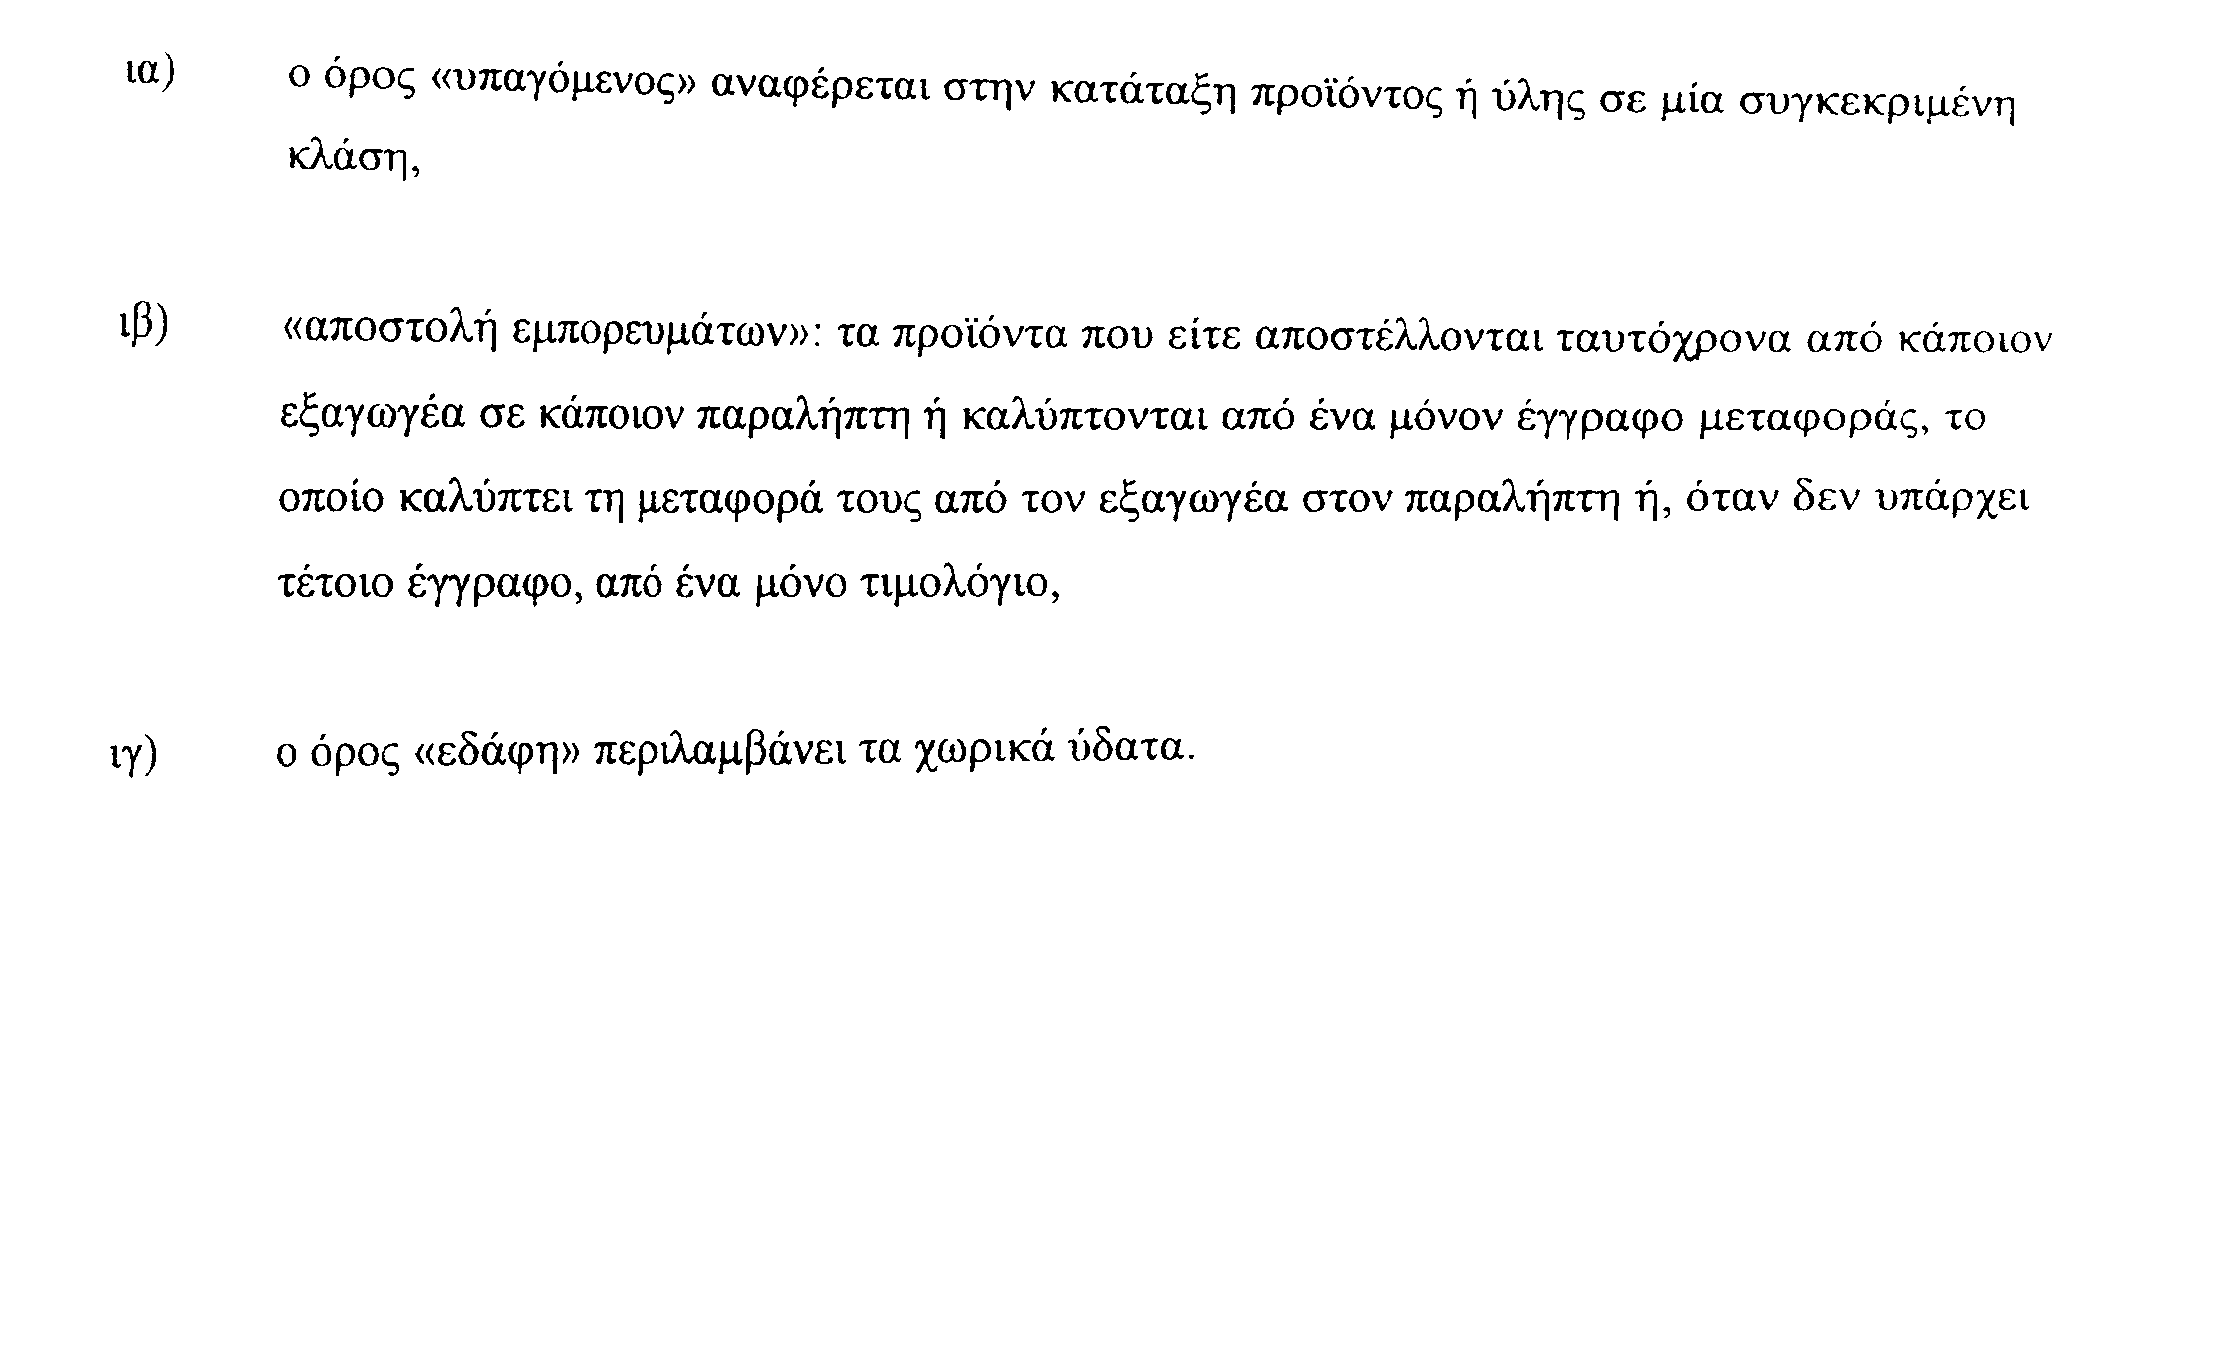 ια) ο όρος «υπαγόμενος» αναφέρεται στην κατάταξη προϊόντος ή ύλης σε μία συγκεκριμένη
κλάση,
ιβ) «αποστολή εμπορευμάτων»: τα προϊόντα που είτε αποστέλλονται ταυτόχρονα από κάποιον
εξαγωγέα σε κάποιον παραλήπτη ή καλύπτονται από ένα μόνον έγγραφο μεταφοράς, το
οποίο καλύπτει τη μεταφορά τους από τον εξαγωγέα στον παραλήπτη ή, όταν δεν υπάρχει
τέτοιο έγγραφο, από ένα μόνο τιμολόγιο,
ιγ) ο όρος «εδάφη» περιλαμβάνει τα χωρικά ύδατα.